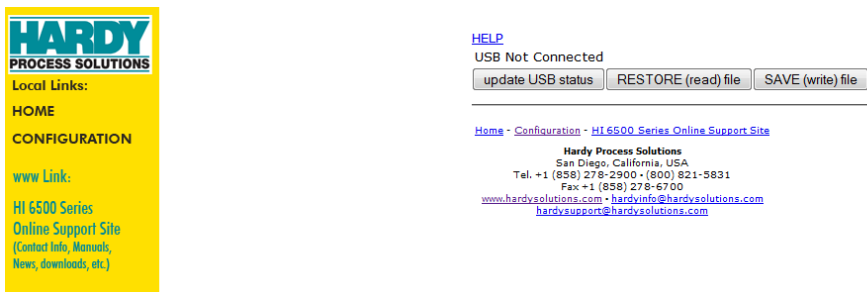 HARDY
PROCESS SOLUTIONS
Local Links:
HOME
CONFIGURATION
www Link:
HI 6500 Series
Online Support Site
(Contact Info, Manuals,
News, downloads, etc.)
HELP
USB Not Connected
update USB status RESTORE (read) file SAVE (write) file
Home - Configuration - HI 6500 Series Online Support Site
Hardy Process Solutions
San Diego, California, USA
Tel. +1 (858) 278-2900 • (800) 821-5831
Fax +1 (858) 278-6700
www.hardysolutions.com • hardyinfo@hardysolutions.com
hardysupport@hardysolutions.com